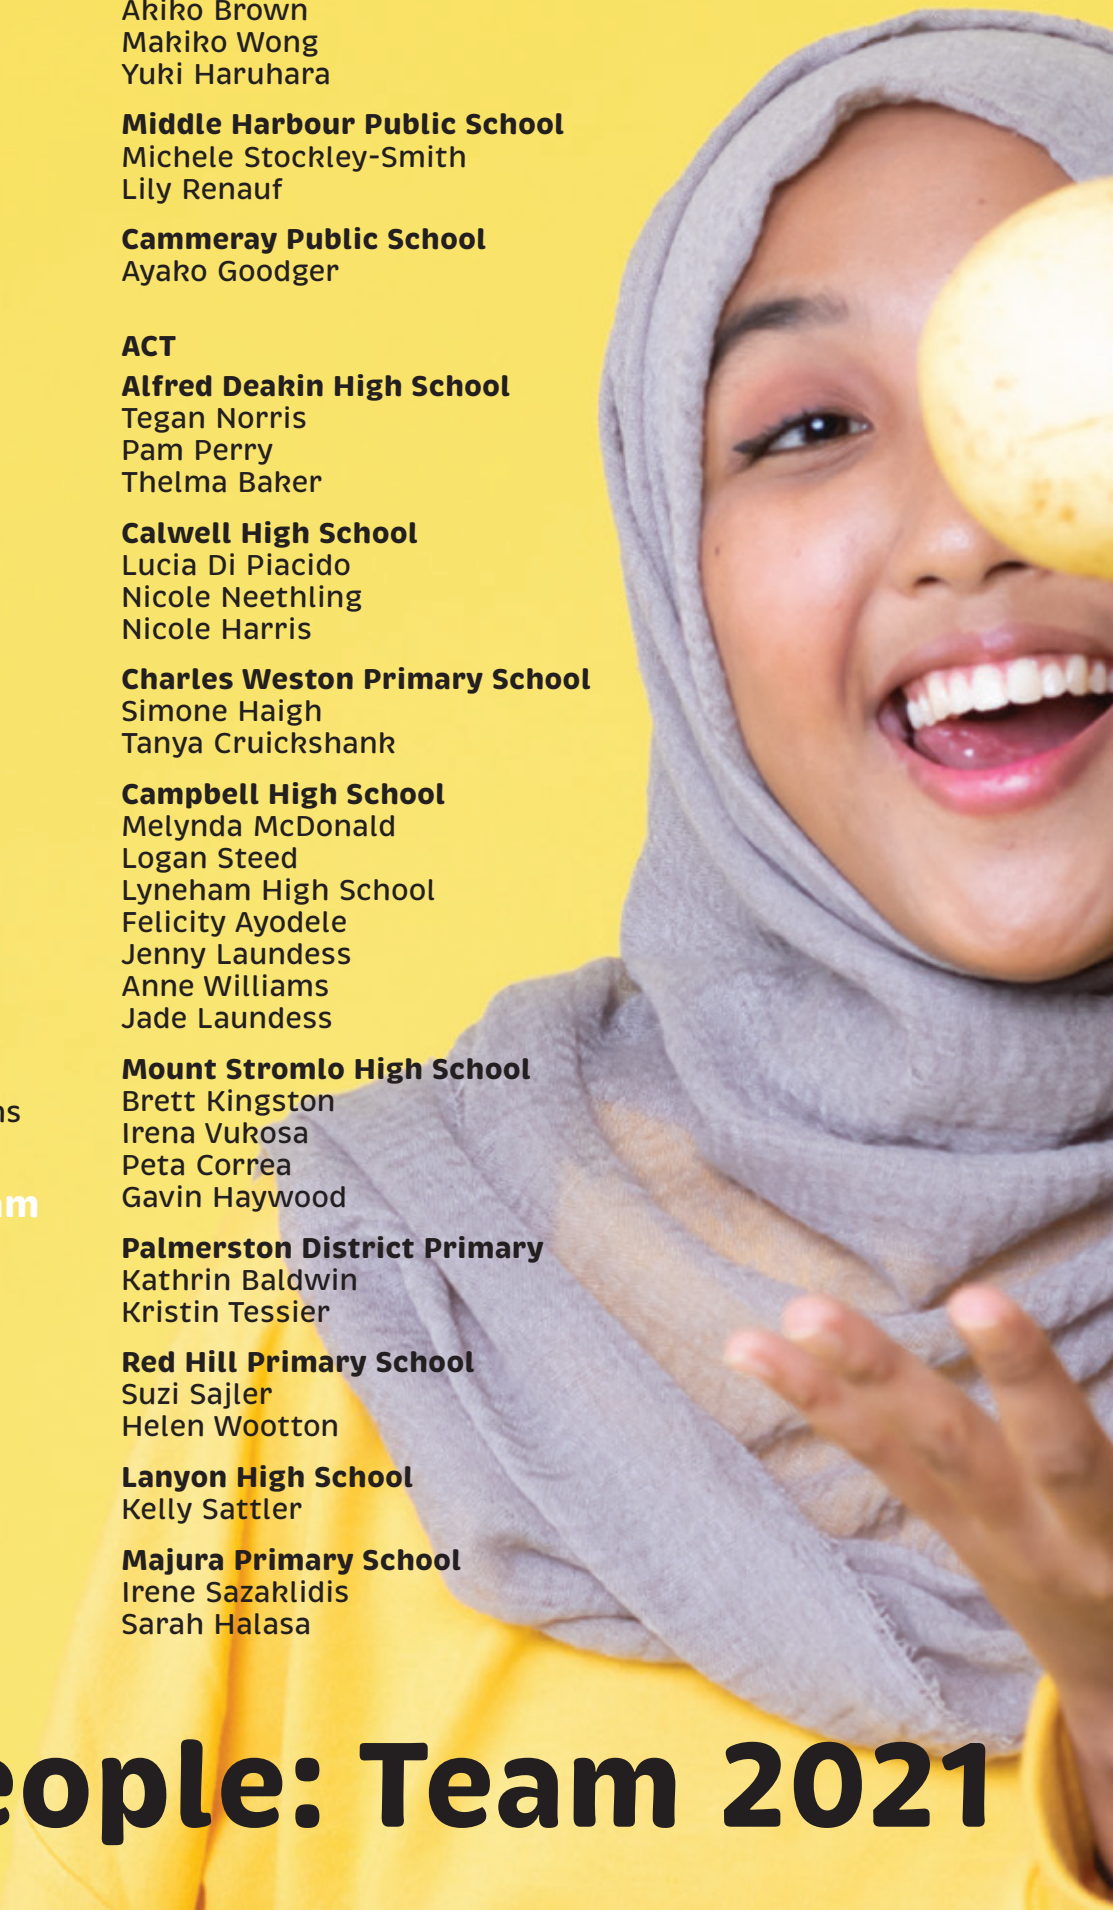 Akiko Brown
Makiko Wong
Yuki Haruhara
Middle Harbour Public School
Michele Stockley-Smith
Lily Renauf
Cammeray Public School
Ayako Goodger
ACT
Alfred Deakin High School
Tegan Norris
Pam Perry
Thelma Baker
Calwell High School
Lucia Di Piacido
Nicole Neethling
Nicole Harris
Charles Weston Primary School
Simone Haigh
Tanya Cruickshank
Campbell High School
Melynda McDonald
Logan Steed
Lyneham High School
Felicity Ayodele
Jenny Laundess
Anne Williams
Jade Laundess
Mount Stromlo High School
Brett Kingston
Irena Vukosa
Peta Correa
Gavin Haywood
Palmerston District Primary
Kathrin Baldwin
Kristin Tessier
Red Hill Primary School
Suzi Sajler
Helen Wootton
Lanyon High School
Kelly Sattler
Majura Primary School
Irene Sazaklidis
Sarah Halasa
eople: Team 2021